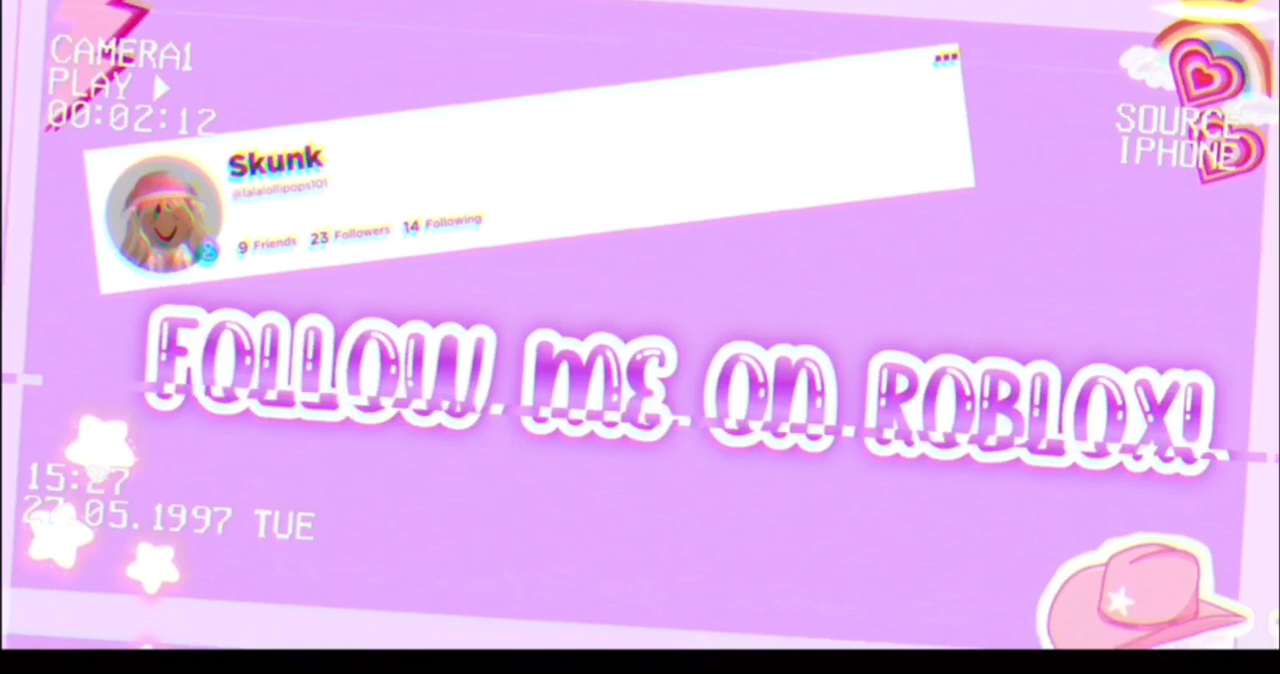 CAMERA1
PLAY
00:02:12
SOURCE
IPHONE
Skunk
@lalalollipops101
9 Friends 23 Followers 14 Following
FOLLOW ME ON ROBLOX!
15:27
27.05.1997 TUE